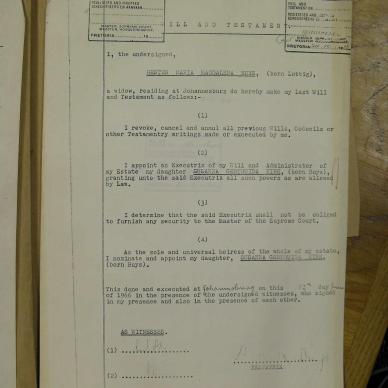 WILL AND TESTAMENT
PRETORIA
I, the undersigned,
HESTER MARIA MAGDALENA KING, (born Lottig),
a widow, residing at Johannesburg do hereby make my last Will
and Testament as follows:-
(1)
I revoke, cancel and annul all previous Wills, Codocils or
other Testamentry writings made or executed by me.
(2)
I appoint as Executrix of my Will and Administrator of
my Estate my daughter GERTRUIDA KING, (born Buys),
granting unto the said Executrix all such powers as are allowed
by Law.
(3)
I determine that the said Executrix shall not be obliged
to furnish any security to the Master of the Supreme Court.
(4)
As the sole and universal heiress of the whole of my estate,
I nominate and appoint my daughter, GERTRUIDA KING,
(born Buys).
This done and executed at Johannesburg on this day
of 1966 in the presence of the undersigned witnesses, who signed
in my presence and also in the presence of each other.
AS WITNESSES.
(1)
TESTATRIX
(2)